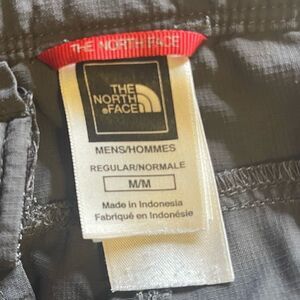 THE NORTH FACE
THE
NORTH
FACE
MENS/HOMMES
REGULAR/NORMALE
M/M
Made in Indonesia
Fabriqué en Indonésie